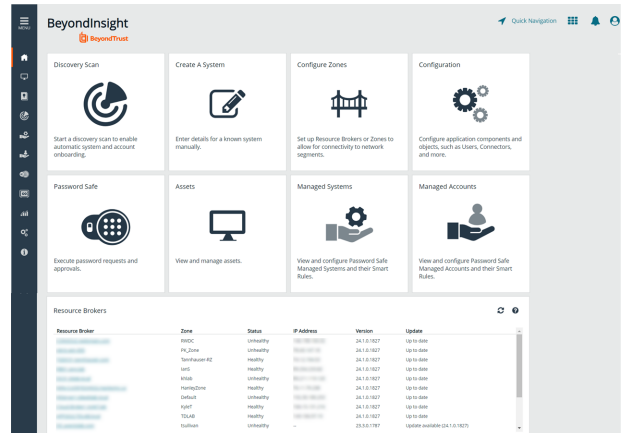 MENU
BeyondInsight
BeyondTrust
Quick Navigation
Discovery Scan
Start a discovery scan to enable
automatic system and account
onboarding.
Create A System
Enter details for a known system
manually.
Configure Zones
Set up Resource Brokers or Zones to
allow for connectivity to network
segments.
Configuration
Configure application components and
objects, such as Users, Connectors,
and more.
Password Safe
Execute password requests and
approvals.
Assets
View and manage assets.
Managed Systems
View and configure Password Safe
Managed Systems and their Smart
Rules.
Managed Accounts
View and configure Password Safe
Managed Accounts and their Smart
Rules.
Resource Brokers
Resource Broker Zone Status IP Address Version Update
RWDC Unhealthy 24.1.0.1827 Up to date
PK_Zone Unhealthy 24.1.0.1827 Up to date
Tannhauser-RZ Healthy 24.1.0.1827 Up to date
IanS Healthy 24.1.0.1827 Up to date
bhlab Unhealthy 24.1.0.1827 Up to date
HanleyZone Healthy 24.1.0.1827 Up to date
Default Unhealthy 24.1.0.1827 Up to date
KyleT Healthy 24.1.0.1827 Up to date
TDLAB Healthy 24.1.0.1827 Up to date
Gullivan Unhealthy - 23.3.0.1787 Update available (24.1.0.1827)